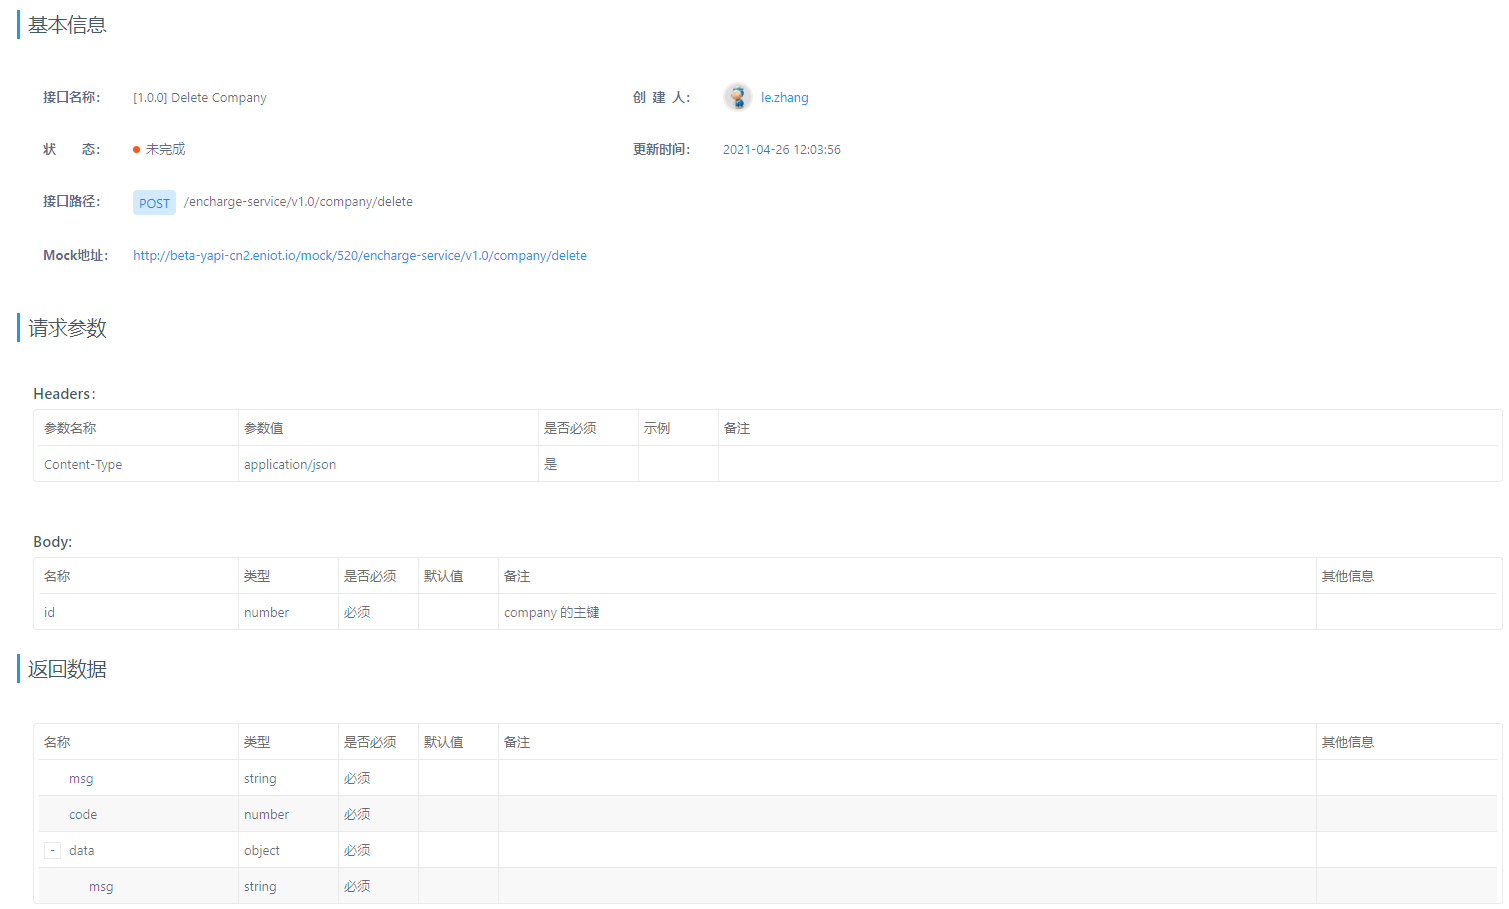 基本信息
接口名称： [1.0.0] Delete Company 创 建 人： le.zhang
状 态： 未完成 更新时间： 2021-04-26 12:03:56
接口路径： POST /encharge-service/v1.0/company/delete
Mock地址： http://beta-yapi-cn2.eniot.io/mock/520/encharge-service/v1.0/company/delete
请求参数
Headers：
参数名称 参数值 是否必须 示例 备注
Content-Type application/json 是
Body:
名称 类型 是否必须 默认值 备注 其他信息
id number 必须 company 的主键
返回数据
名称 类型 是否必须 默认值 备注 其他信息
msg string 必须
code number 必须
- data object 必须
msg string 必须